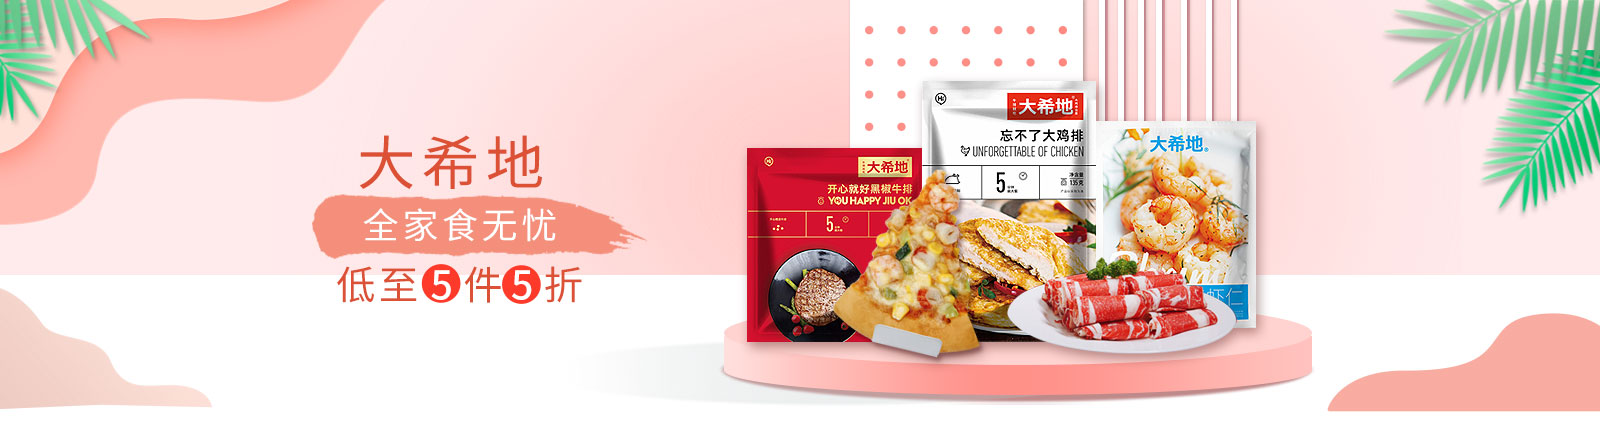 大希地
全家食无忧
低至5件5折
大希地
开心就好黑椒牛排
YOU HAPPY JIU OK
5
大希地
忘不了大鸡排
UNFORGETTABLE OF CHICKEN
5
净含量
135克
大希地
虾仁